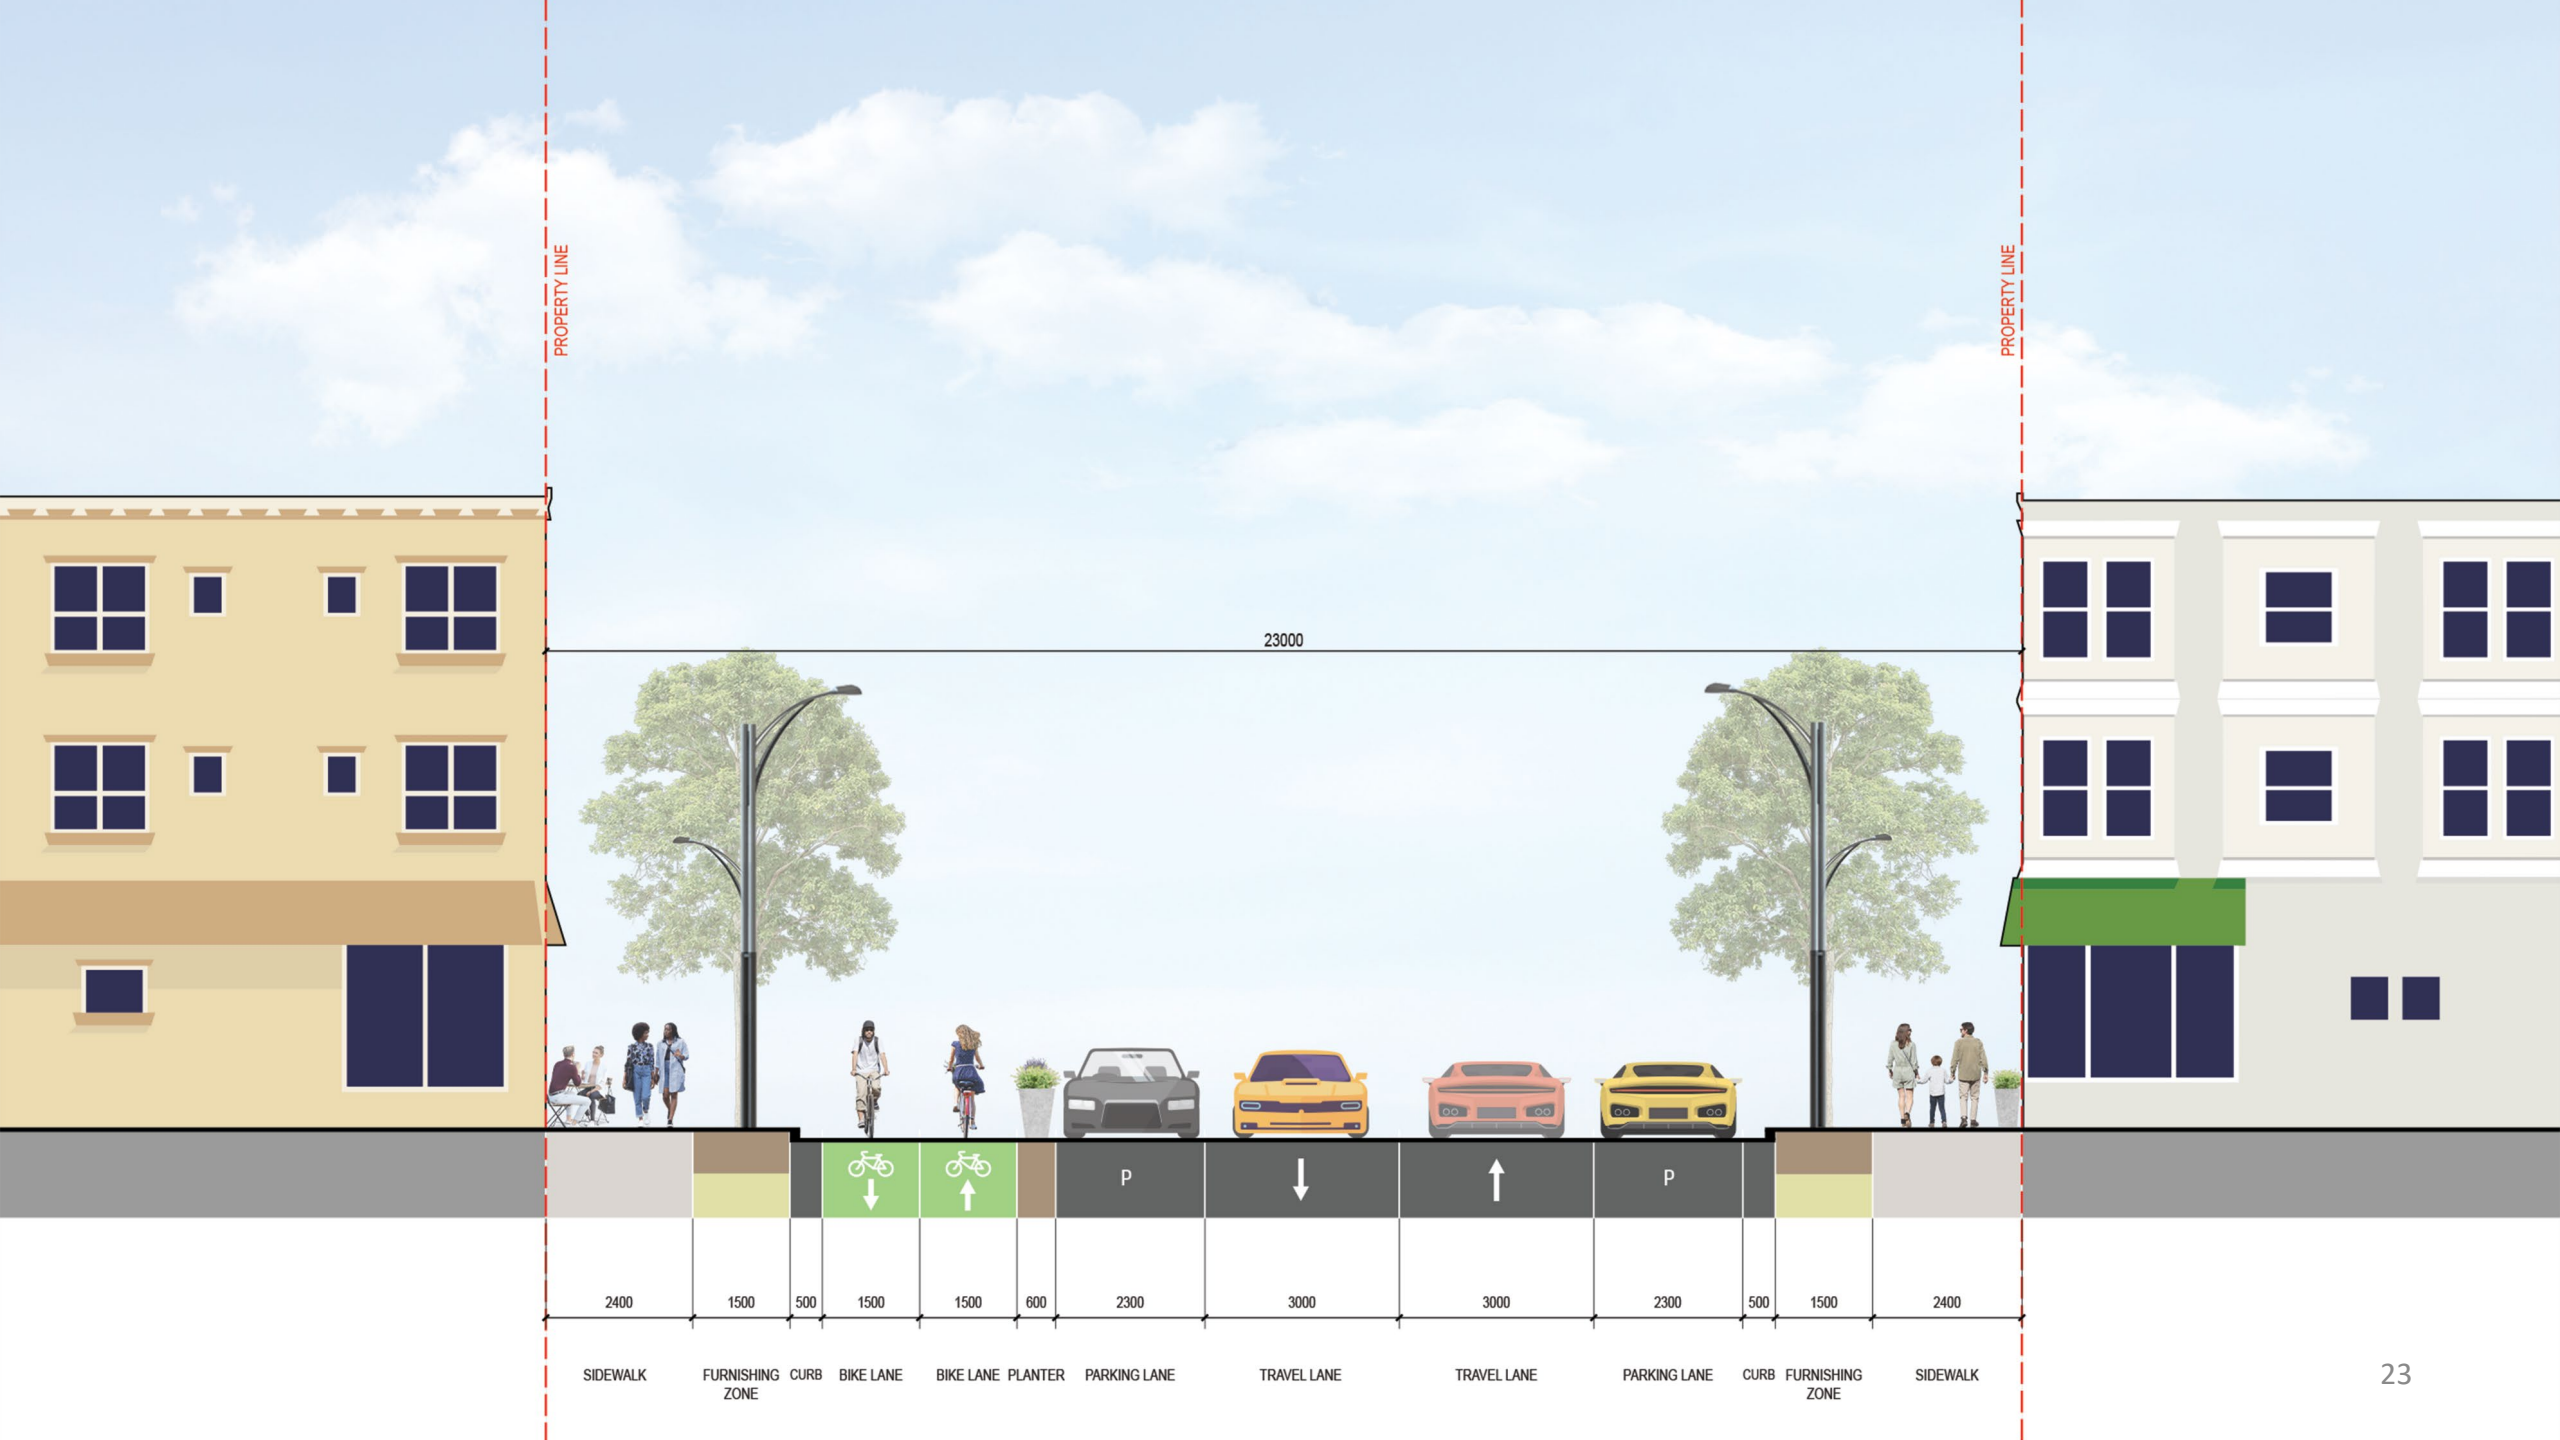 PROPERTY LINE
PROPERTY LINE
23000
P
P
2400 1500 500 1500 1500 600 2300 3000 3000 2300 500 1500 2400
SIDEWALK FURNISHING CURB BIKE LANE BIKE LANE PLANTER PARKING LANE TRAVEL LANE TRAVEL LANE PARKING LANE CURB FURNISHING SIDEWALK
ZONE ZONE
23